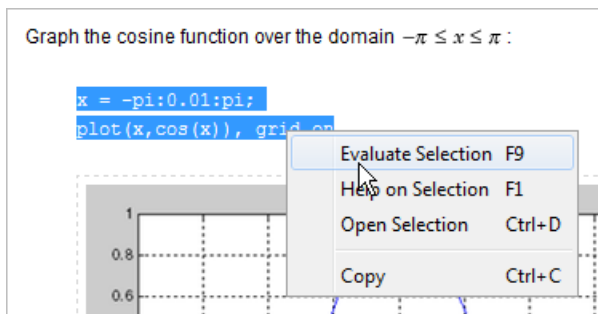 Graph the cosine function over the domain −π ≤ x ≤ π :
x = -pi:0.01:pi;
plot(x,cos(x)), grid on
Evaluate Selection F9
Help on Selection F1
Open Selection Ctrl+D
Copy Ctrl+C
1
0.8
0.6